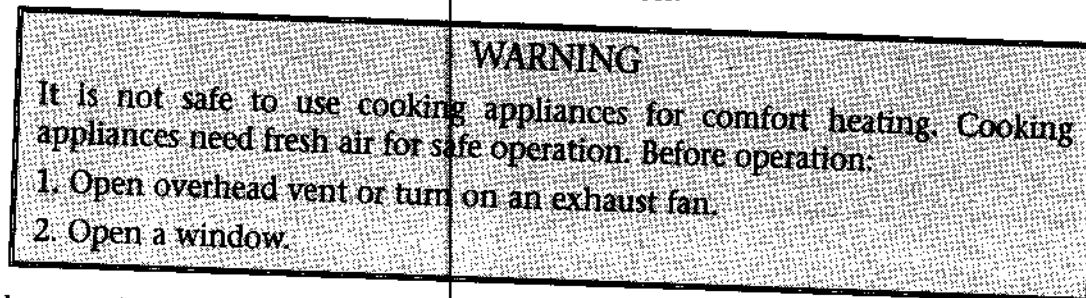 WARNING
It is not safe to use cooking appliances for comfort heating. Cooking
appliances need fresh air for safe operation. Before operation:
1. Open overhead vent or turn on an exhaust fan.
2. Open a window.